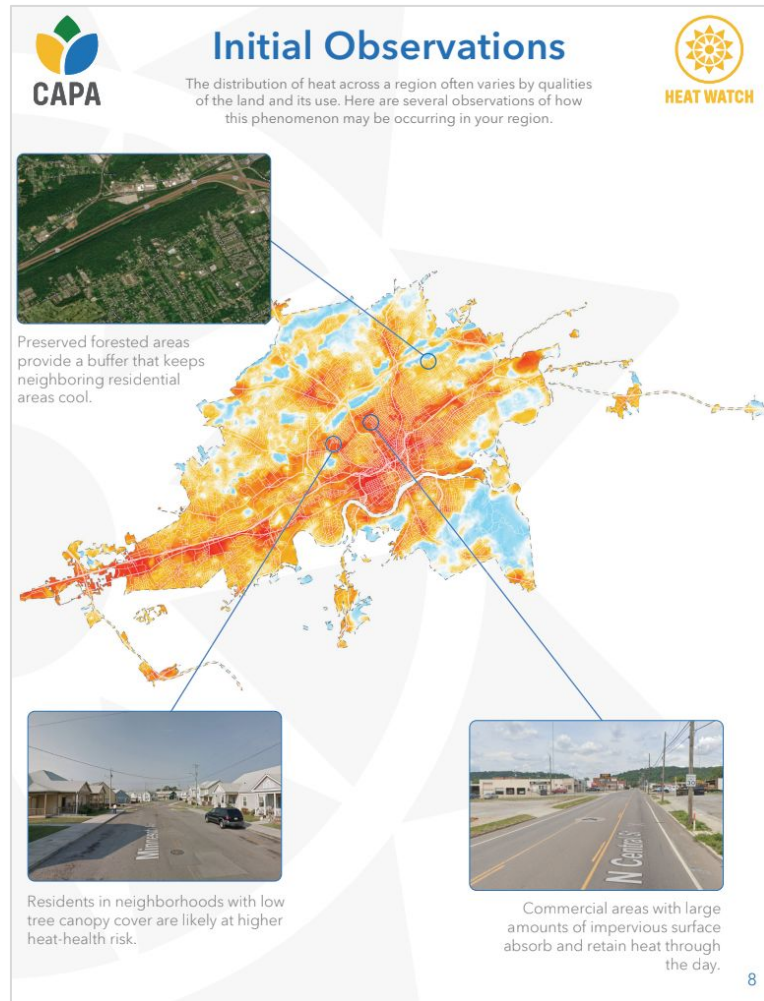 CAPA
Initial Observations
The distribution of heat across a region often varies by qualities
of the land and its use. Here are several observations of how
this phenomenon may be occurring in your region.
HEAT WATCH
Preserved forested areas
provide a buffer that keeps
neighboring residential
areas cool.
N Central St
Residents in neighborhoods with low
tree canopy cover are likely at higher
heat-health risk.
Commercial areas with large
amounts of impervious surface
absorb and retain heat through
the day.
8